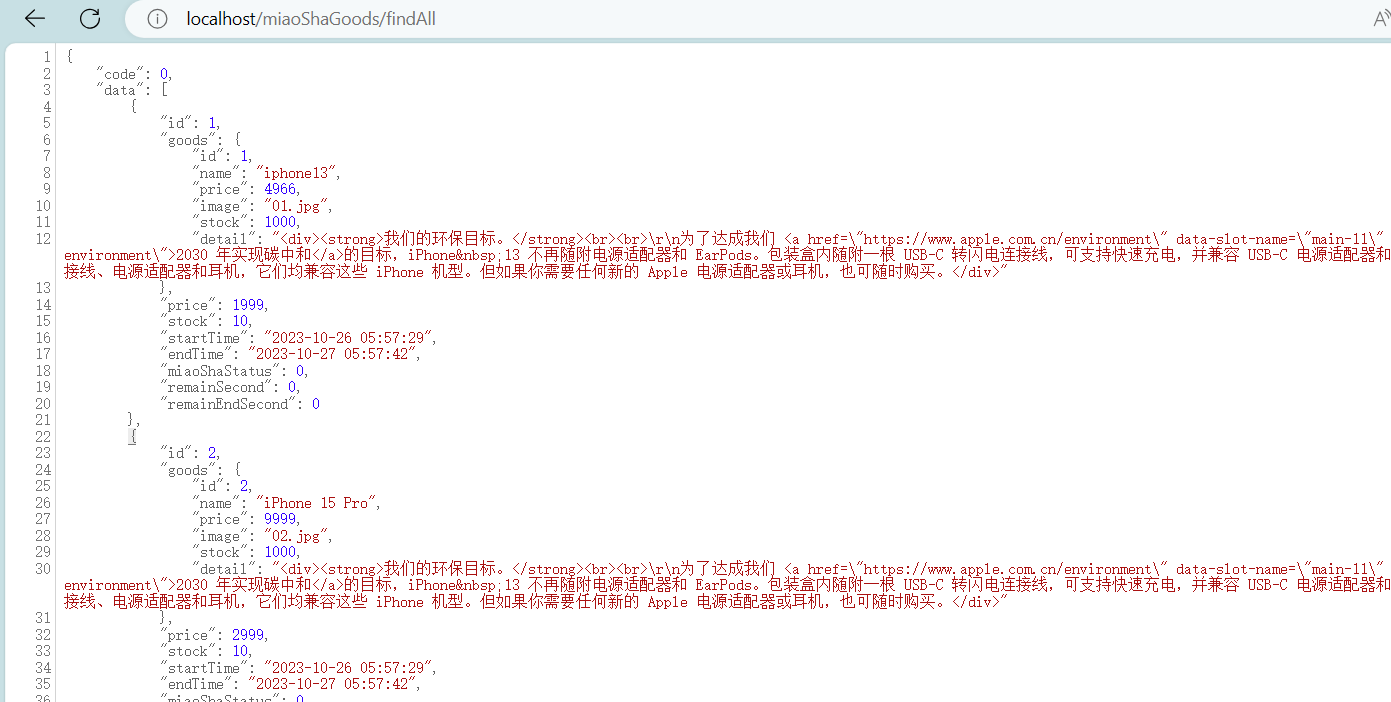 localhost/miaoShaGoods/findAll
1 {
2 "code": 0,
3 "data": [
4 {
5 "id": 1,
6 "goods": {
7 "id": 1,
8 "name": "iphone13",
9 "price": 4966,
10 "image": "01.jpg",
11 "stock": 1000,
12 "detail": "<div><strong>我们的环保目标。</strong><br><br>\r\n为了达成我们 <a href=\"https://www.apple.com.cn/environment\" data-slot-name=\"main-11\"
environment\">2030 年实现碳中和</a>的目标，iPhone&nbsp;13 不再随附电源适配器和 EarPods。包装盒内随附一根 USB-C 转闪电连接线，可支持快速充电，并兼容 USB-C 电源适配器和
接线、电源适配器和耳机，它们均兼容这些 iPhone 机型。但如果你需要任何新的 Apple 电源适配器或耳机，也可随时购买。</div>"
13 },
14 "price": 1999,
15 "stock": 10,
16 "startTime": "2023-10-26 05:57:29",
17 "endTime": "2023-10-27 05:57:42",
18 "miaoShaStatus": 0,
19 "remainSecond": 0,
20 "remainEndSecond": 0
21 },
22 {
23 "id": 2,
24 "goods": {
25 "id": 2,
26 "name": "iPhone 15 Pro",
27 "price": 9999,
28 "image": "02.jpg",
29 "stock": 1000,
30 "detail": "<div><strong>我们的环保目标。</strong><br><br>\r\n为了达成我们 <a href=\"https://www.apple.com.cn/environment\" data-slot-name=\"main-11\"
environment\">2030 年实现碳中和</a>的目标，iPhone&nbsp;13 不再随附电源适配器和 EarPods。包装盒内随附一根 USB-C 转闪电连接线，可支持快速充电，并兼容 USB-C 电源适配器和
接线、电源适配器和耳机，它们均兼容这些 iPhone 机型。但如果你需要任何新的 Apple 电源适配器或耳机，也可随时购买。</div>"
31 },
32 "price": 2999,
33 "stock": 10,
34 "startTime": "2023-10-26 05:57:29",
35 "endTime": "2023-10-27 05:57:42",
36 "miaoShaStatus": 0